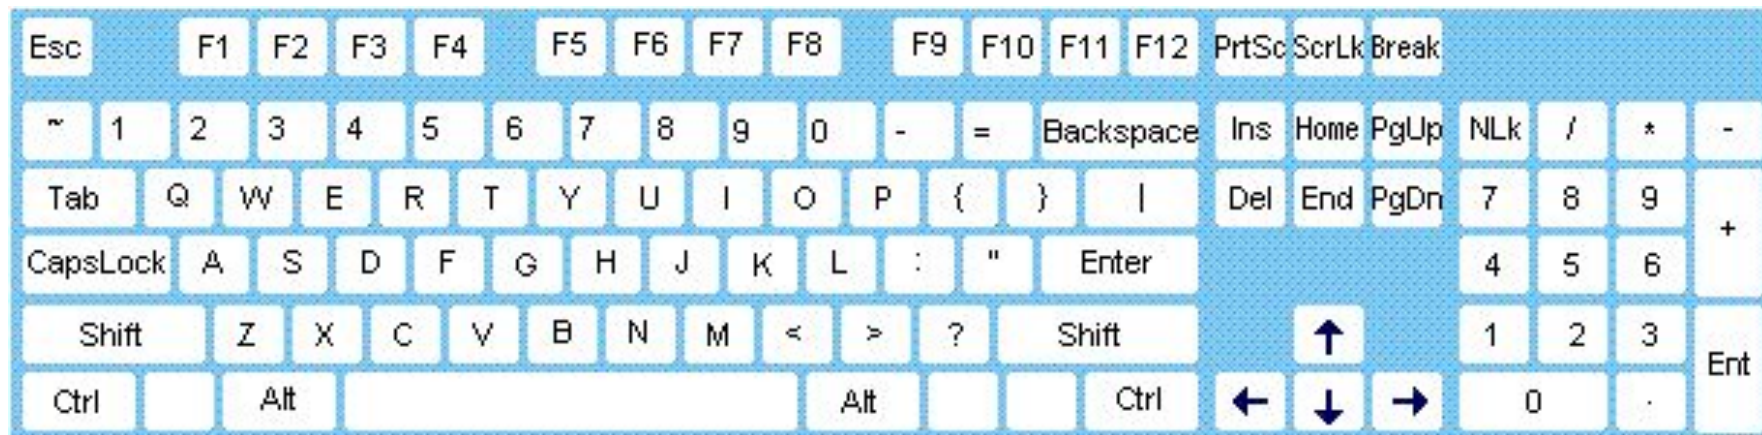 Esc F1 F2 F3 F4 F5 F6 F7 F8 F9 F10 F11 F12 PrtSc ScrLk Break
~ 1 2 3 4 5 6 7 8 9 0 - = Backspace Ins Home PgUp NLk / * -
Tab Q W E R T Y U I O P { } | Del End PgDn 7 8 9 +
CapsLock A S D F G H J K L : " Enter 4 5 6
Shift Z X C V B N M < > ? Shift ↑ 1 2 3 Ent
Ctrl Alt Alt Ctrl ← ↓ → 0 .